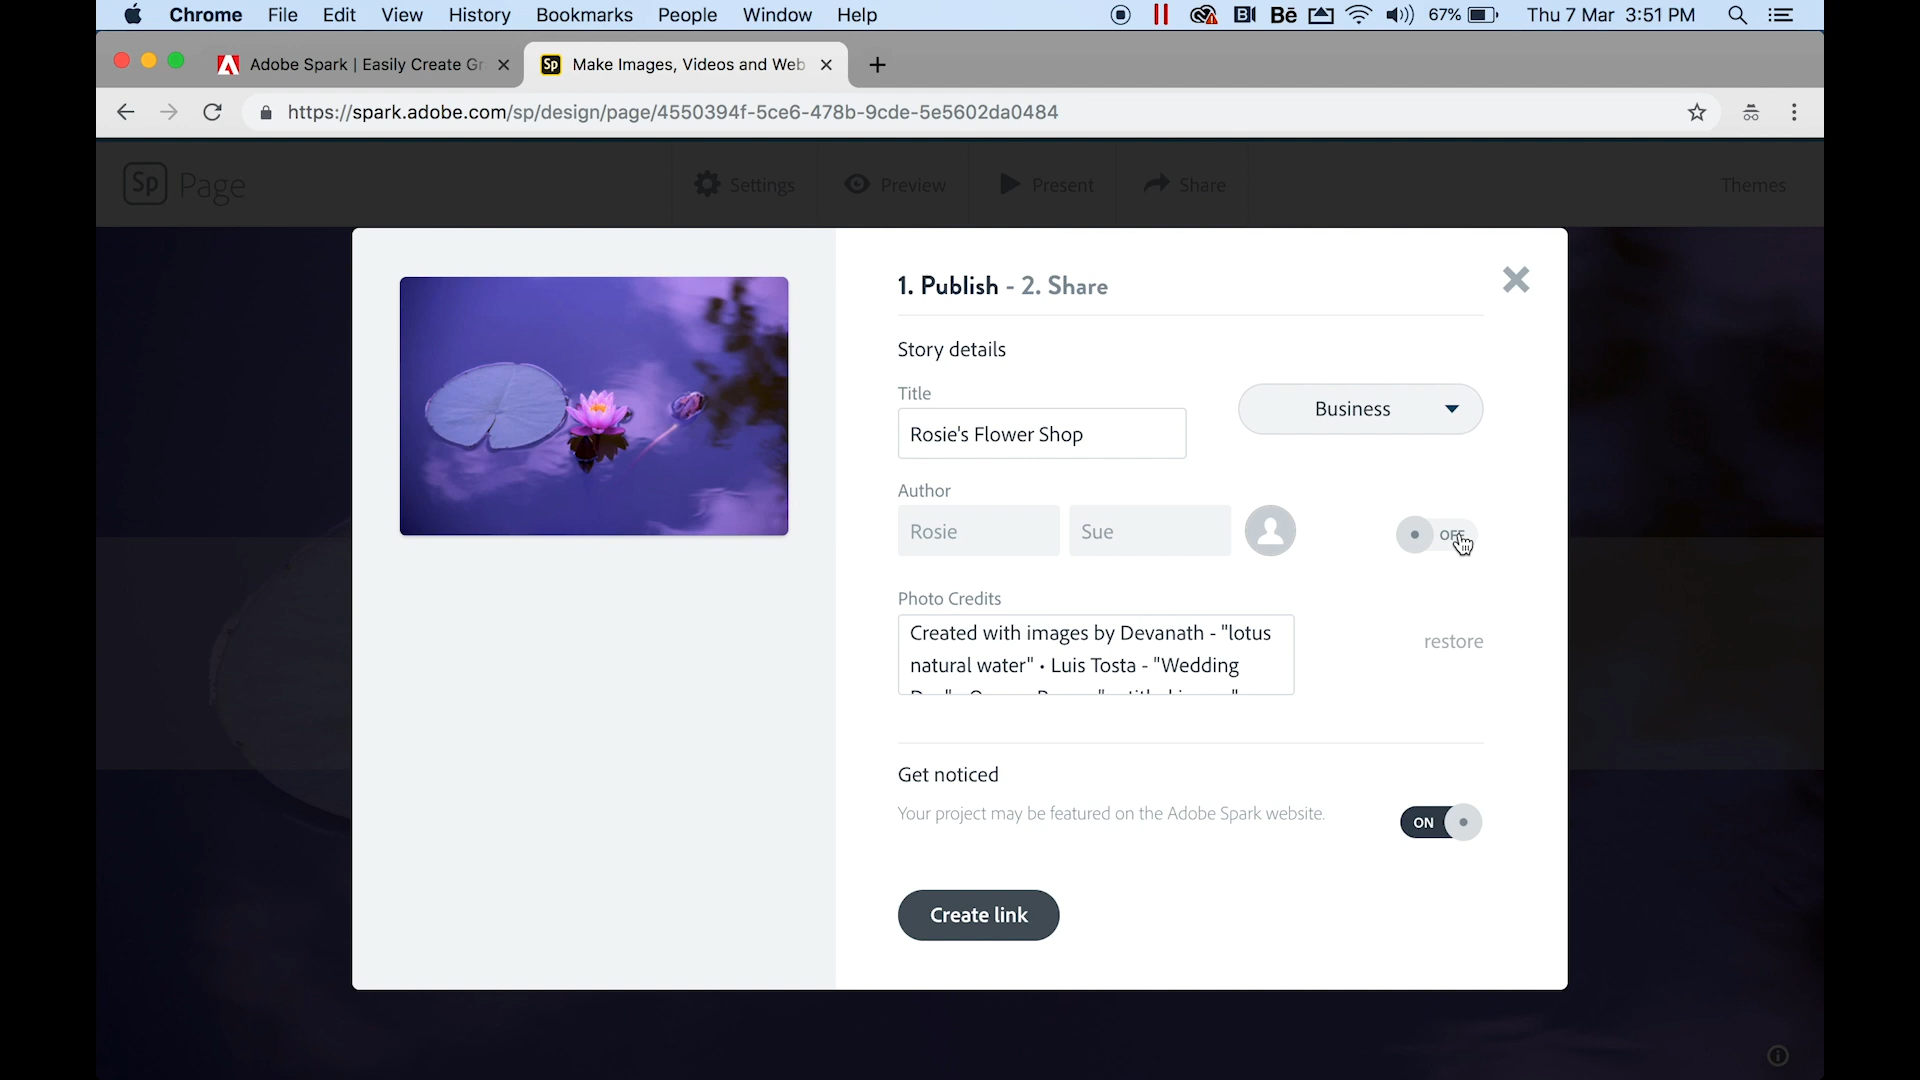 Chrome File Edit View History Bookmarks People Window Help 67% Thu 7 Mar 3:51 PM
Adobe Spark | Easily Create Gr
Sp Make Images, Videos and Web
https://spark.adobe.com/sp/design/page/4550394f-5ce6-478b-9cde-5e5602da0484
Sp Page Settings Preview Present Share Themes
1. Publish - 2. Share
Story details
Title
Business
Rosie's Flower Shop
Author
Rosie Sue OFF
Photo Credits
Created with images by Devanath - "lotus
natural water" • Luis Tosta - "Wedding
restore
Get noticed
Your project may be featured on the Adobe Spark website.
ON
Create link